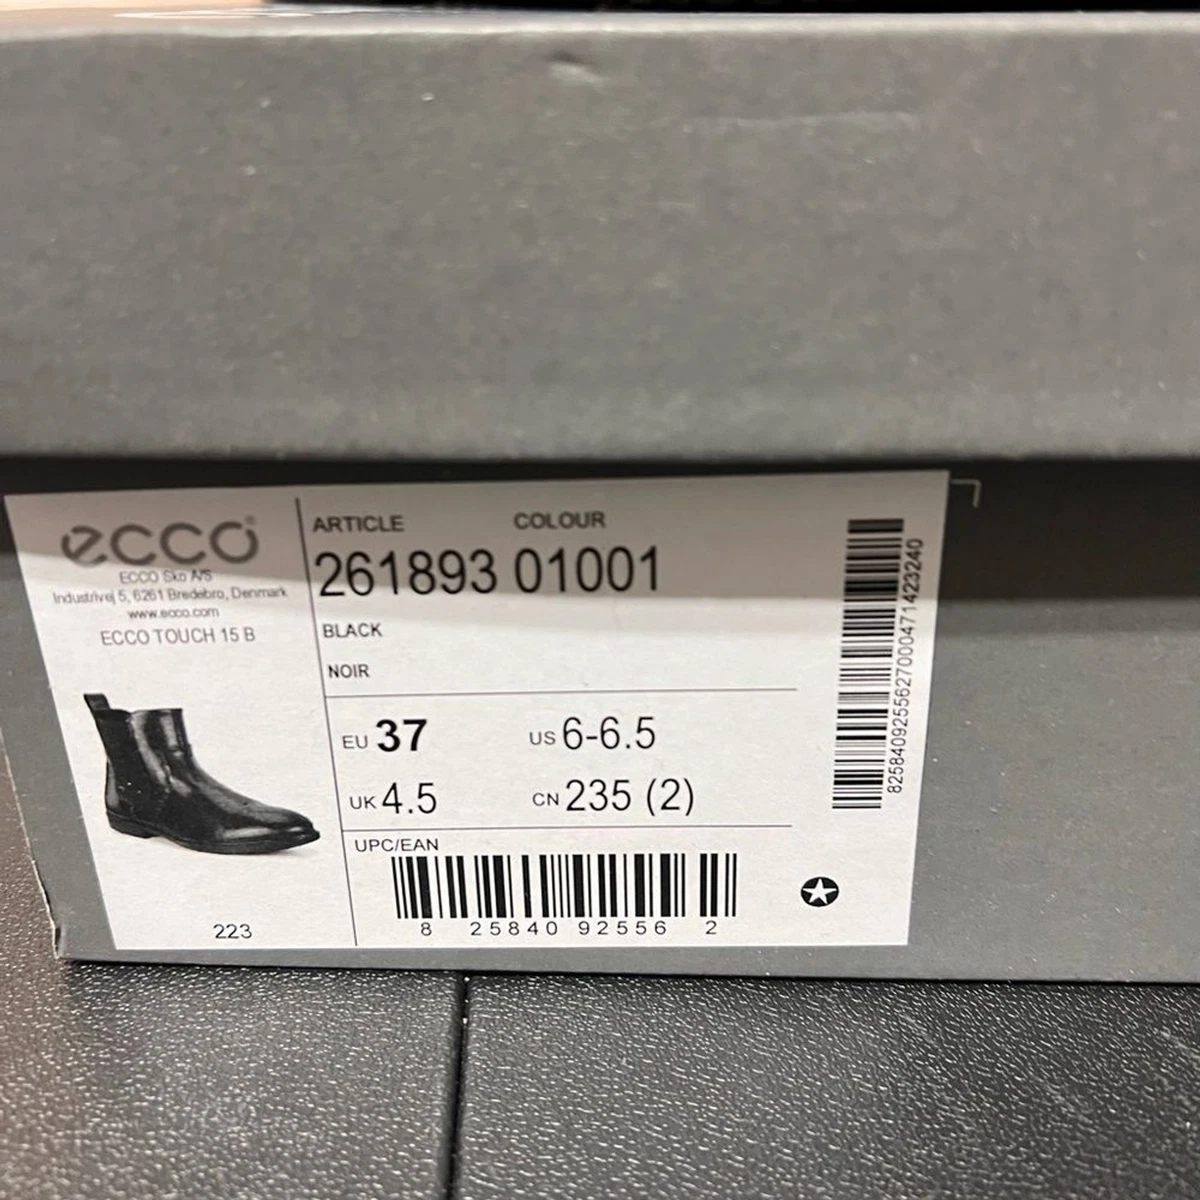 ecco®
ECCO Sko A/S
Industrivej 5, 6261 Bredebro, Denmark
www.ecco.com
ECCO TOUCH 15 B
223
ARTICLE COLOUR
261893 01001
BLACK
NOIR
EU 37 US 6-6.5
UK 4.5 CN 235 (2)
UPC/EAN
8 25840 92556 2
825840925562700047142​3240